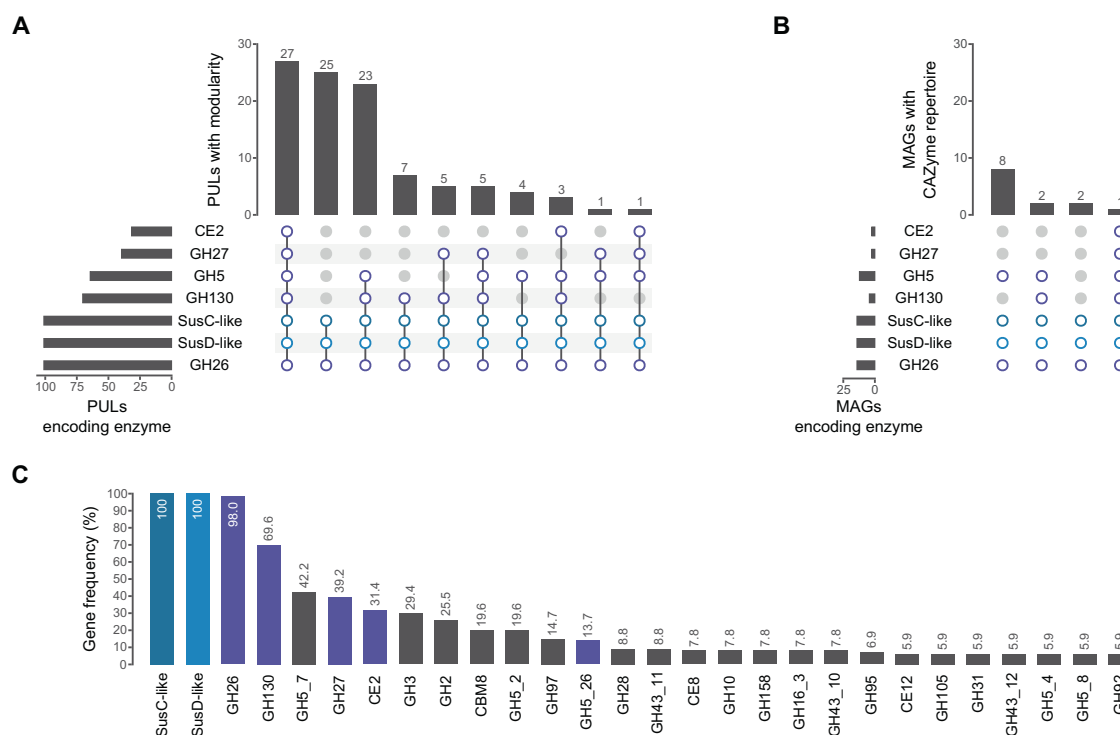 A
30
20
10
0
PULs with modularity
27
25
23
7
5
5
4
3
1
1
CE2
GH27
GH5
GH130
SusC-like
SusD-like
GH26
100 75 50 25 0
PULs
encoding enzyme
B
30
20
10
0
MAGs with
CAZyme repertoire
8
2
2
CE2
GH27
GH5
GH130
SusC-like
SusD-like
GH26
25 0
MAGs
encoding enzyme
C
Gene frequency (%)
100
90
80
70
60
50
40
30
20
10
0
100
100
98.0
69.6
42.2
39.2
31.4
29.4
25.5
19.6
19.6
14.7
13.7
8.8
8.8
7.8
7.8
7.8
7.8
7.8
6.9
5.9
5.9
5.9
5.9
5.9
5.9
5.9
SusC-like
SusD-like
GH26
GH130
GH5_7
GH27
CE2
GH3
GH2
CBM8
GH5_2
GH97
GH5_26
GH28
GH43_11
CE8
GH10
GH158
GH16_3
GH43_10
GH95
CE12
GH105
GH31
GH43_12
GH5_4
GH5_8
GH92